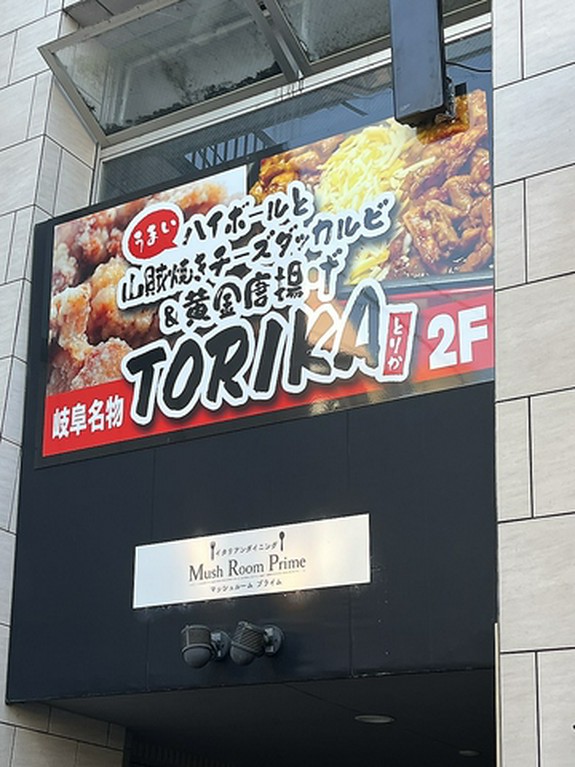 うまい ハイボールと
山賊焼きチーズダッカルビ
&黄金唐揚げ
TORIKA とりか 2F
岐阜名物
イタリアンダイニング
Mush Room Prime
マッシュルーム プライム